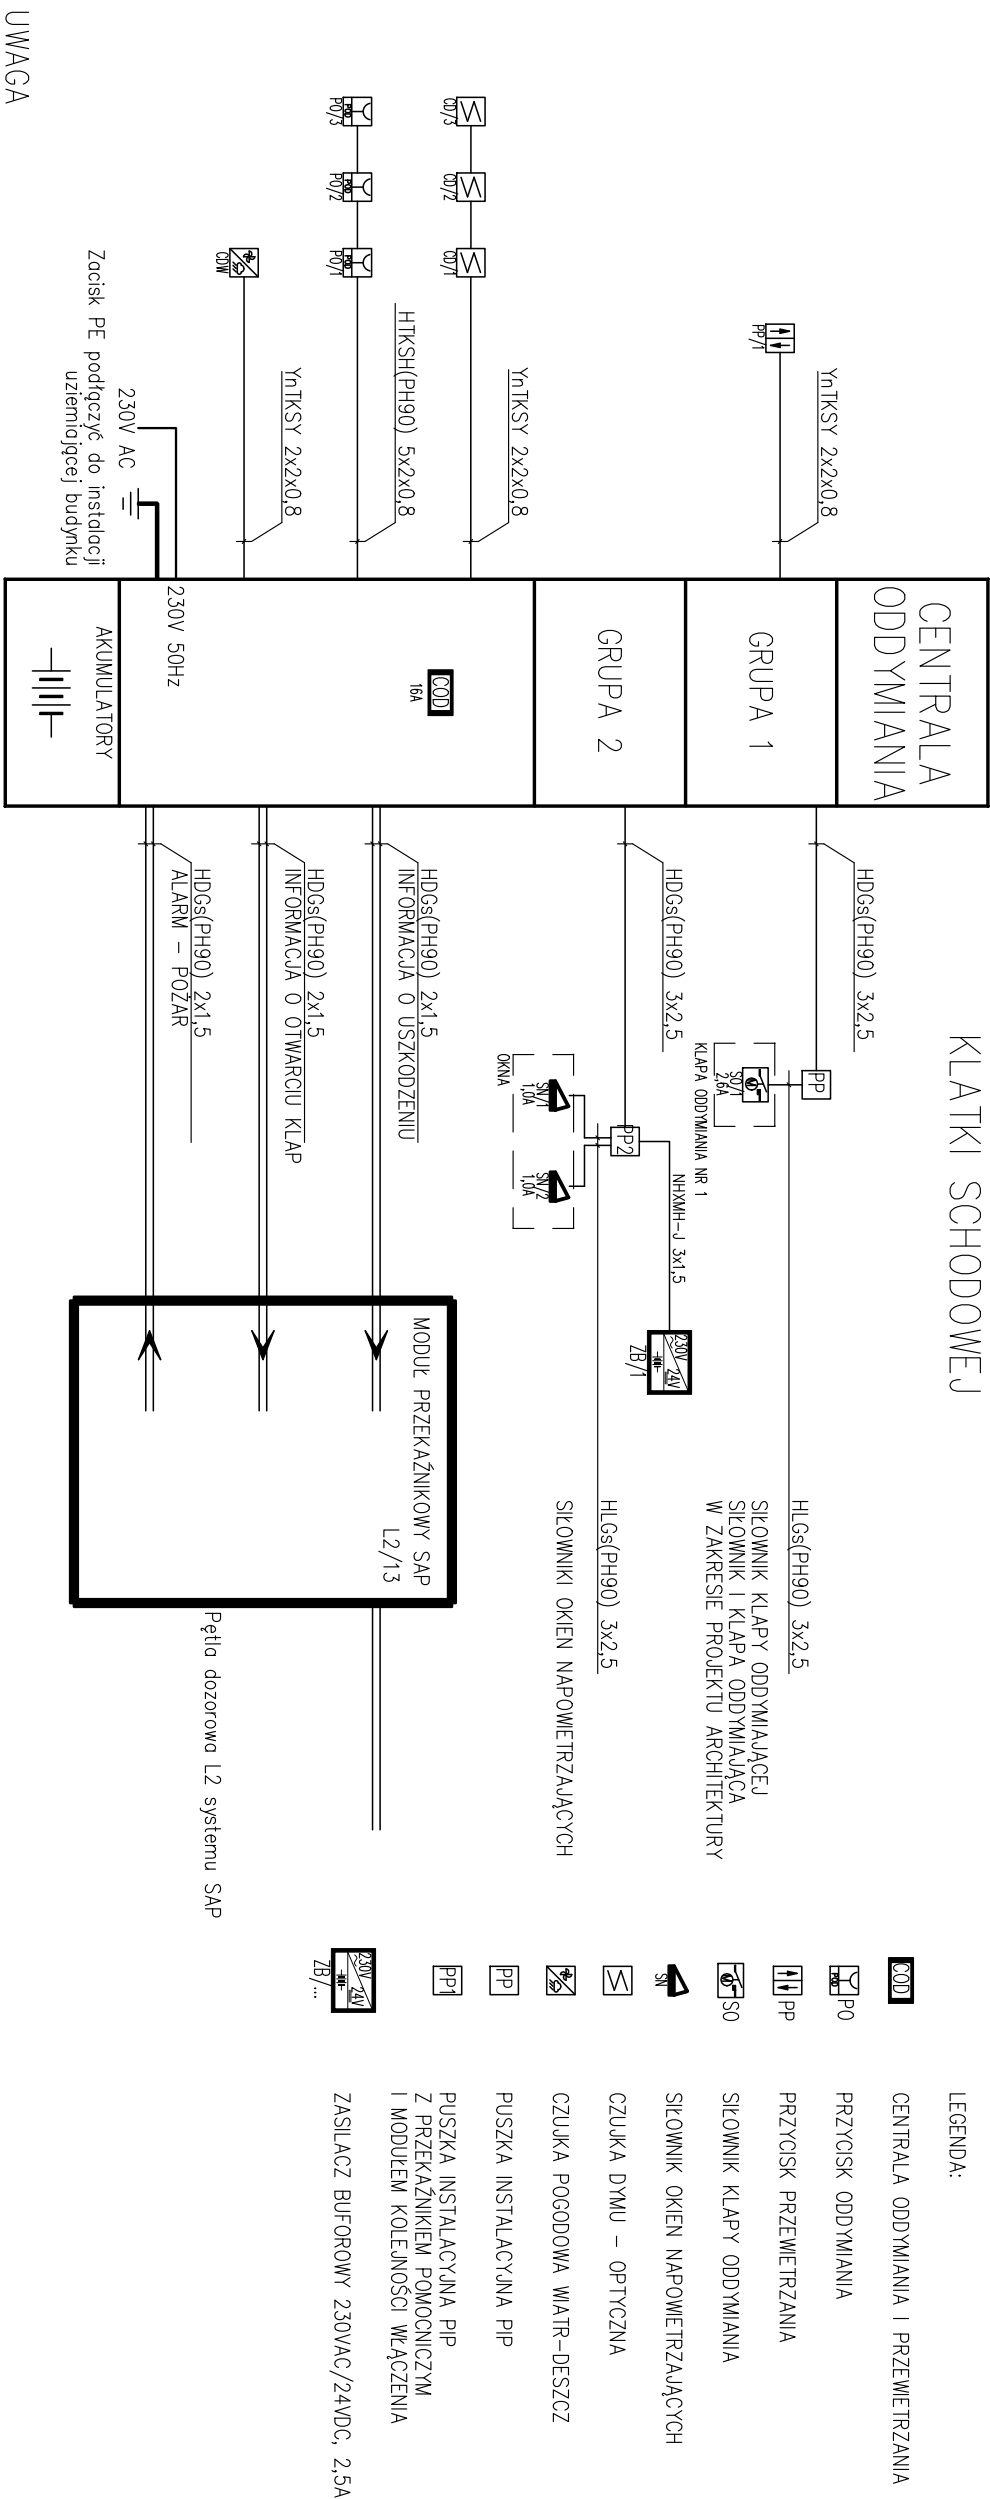 KLATKI SCHODOWEJ
CENTRALA
ODDYMIANIA
GRUPA 1
GRUPA 2
COD
16A
230V 50Hz
AKUMULATORY
PP/1
YnTKSY 2x2x0,8
CD/3
CD/2
CD/1
YnTKSY 2x2x0,8
PO/3
PO/2
PO/1
POD
POD
POD
HTKSH(PH90) 5x2x0,8
CDW
YnTKSY 2x2x0,8
230V AC
Zacisk PE podłączyć do instalacji
uziemiającej budynku
UWAGA
HDGs(PH90) 3x2,5
PP
SO/1
2,6A
M
KLAPA ODDYMIANIA NR 1
HLGs(PH90) 3x2,5
SIŁOWNIK KLAPY ODDYMIAJĄCEJ
SIŁOWNIK I KLAPA ODDYMIAJĄCA
W ZAKRESIE PROJEKTU ARCHITEKTURY
HDGs(PH90) 3x2,5
PP2
NHXMH-J 3x1,5
230V
24V
ZB/1
SN/1
1,0A
SN/2
1,0A
OKNA
HLGs(PH90) 3x2,5
SIŁOWNIKI OKIEN NAPOWIETRZAJĄCYCH
HDGs(PH90) 2x1,5
INFORMACJA O USZKODZENIU
HDGs(PH90) 2x1,5
INFORMACJA O OTWARCIU KLAP
HDGs(PH90) 2x1,5
ALARM - POŻAR
MODUŁ PRZEKAŹNIKOWY SAP
L2/13
Pętla dozorowa L2 systemu SAP
LEGENDA:
COD CENTRALA ODDYMIANIA I PRZEWIETRZANIA
POD PO PRZYCISK ODDYMIANIA
PP PRZYCISK PRZEWIETRZANIA
M SO SIŁOWNIK KLAPY ODDYMIANIA
SN SIŁOWNIK OKIEN NAPOWIETRZAJĄCYCH
CZUJKA DYMU - OPTYCZNA
CZUJKA POGODOWA WIATR-DESZCZ
PP PUSZKA INSTALACYJNA PIP
PP1 PUSZKA INSTALACYJNA PIP
Z PRZEKAŹNIKIEM POMOCNICZYM
I MODUŁEM KOLEJNOŚCI WŁĄCZENIA
230V 24V ZB/... ZASILACZ BUFOROWY 230VAC/24VDC, 2,5A